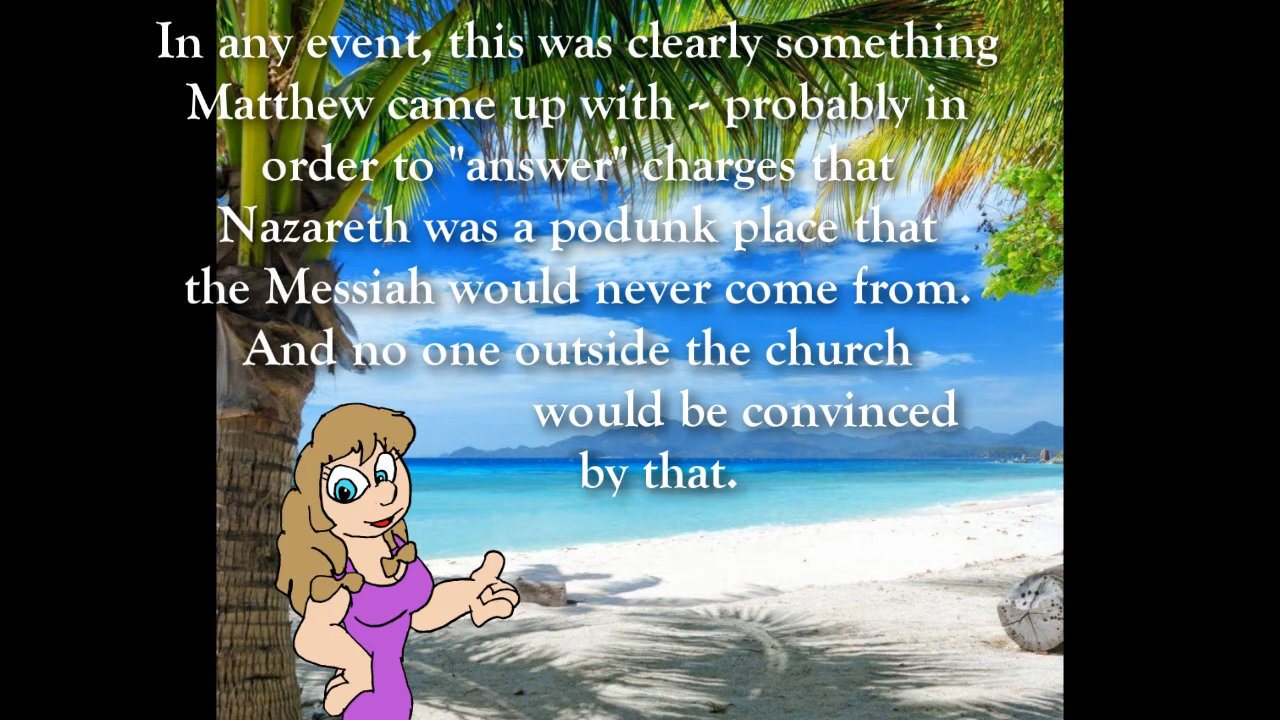 In any event, this was clearly something
Matthew came up with -- probably in
order to "answer" charges that
Nazareth was a podunk place that
the Messiah would never come from.
And no one outside the church
would be convinced
by that.